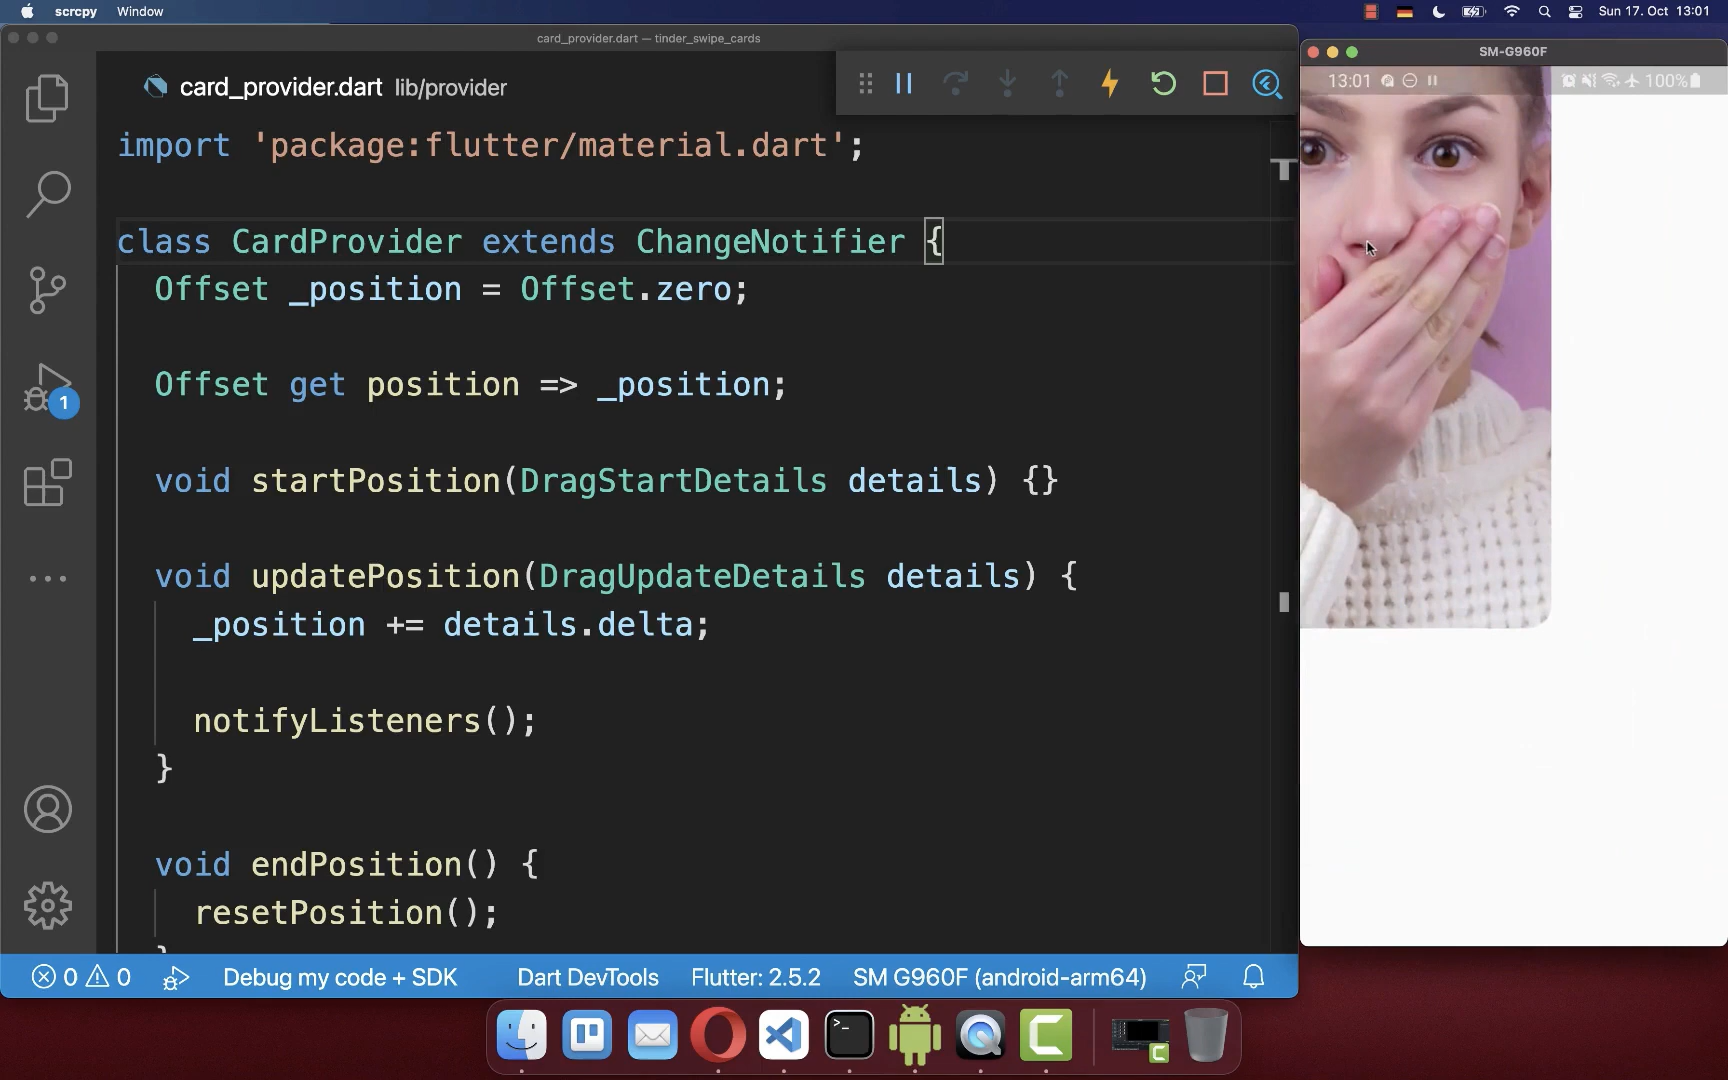 scrcpy Window
Sun 17. Oct 13:01
card_provider.dart — tinder_swipe_cards
SM-G960F
card_provider.dart lib/provider
13:01
100%
import 'package:flutter/material.dart';
class CardProvider extends ChangeNotifier {
Offset _position = Offset.zero;
Offset get position => _position;
void startPosition(DragStartDetails details) {}
void updatePosition(DragUpdateDetails details) {
_position += details.delta;
notifyListeners();
}
void endPosition() {
resetPosition();
1
0 0 Debug my code + SDK Dart DevTools Flutter: 2.5.2 SM G960F (android-arm64)